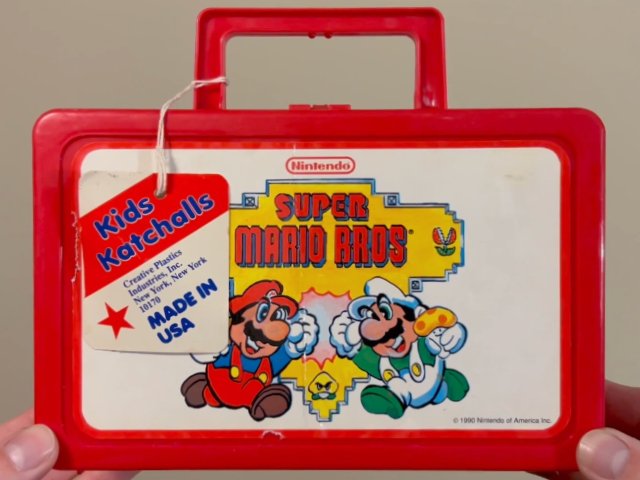 Nintendo
SUPER
MARIO BROS
®
Kids
Katchalls
Creative Plastics
Industries, Inc.
New York, New York
10170
MADE IN
USA
© 1990 Nintendo of America Inc.